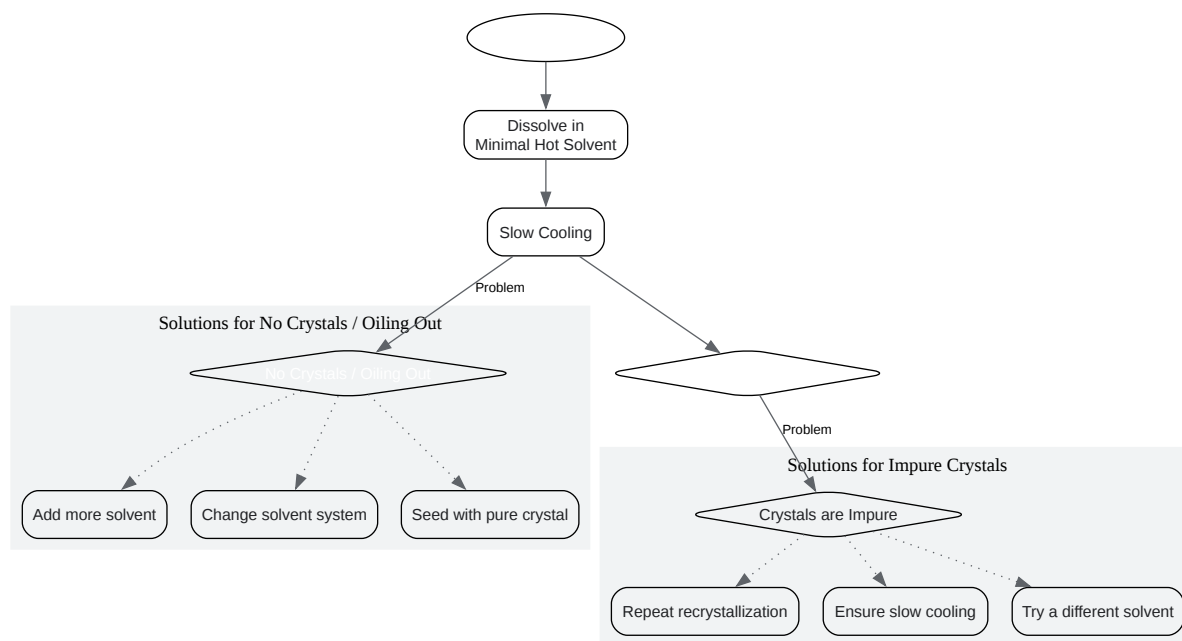 Dissolve in
Minimal Hot Solvent
Slow Cooling
Problem
Solutions for No Crystals / Oiling Out
No Crystals / Oiling Out
Problem
Solutions for Impure Crystals
Add more solvent
Change solvent system
Seed with pure crystal
Crystals are Impure
Repeat recrystallization
Ensure slow cooling
Try a different solvent